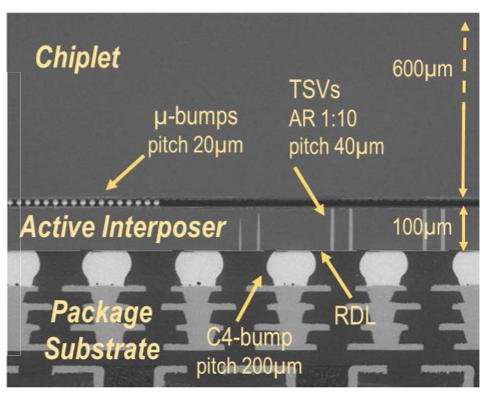 Chiplet
600µm
TSVs
AR 1:10
pitch 40µm
µ-bumps
pitch 20µm
Active Interposer
100µm
RDL
Package
Substrate
C4-bump
pitch 200µm